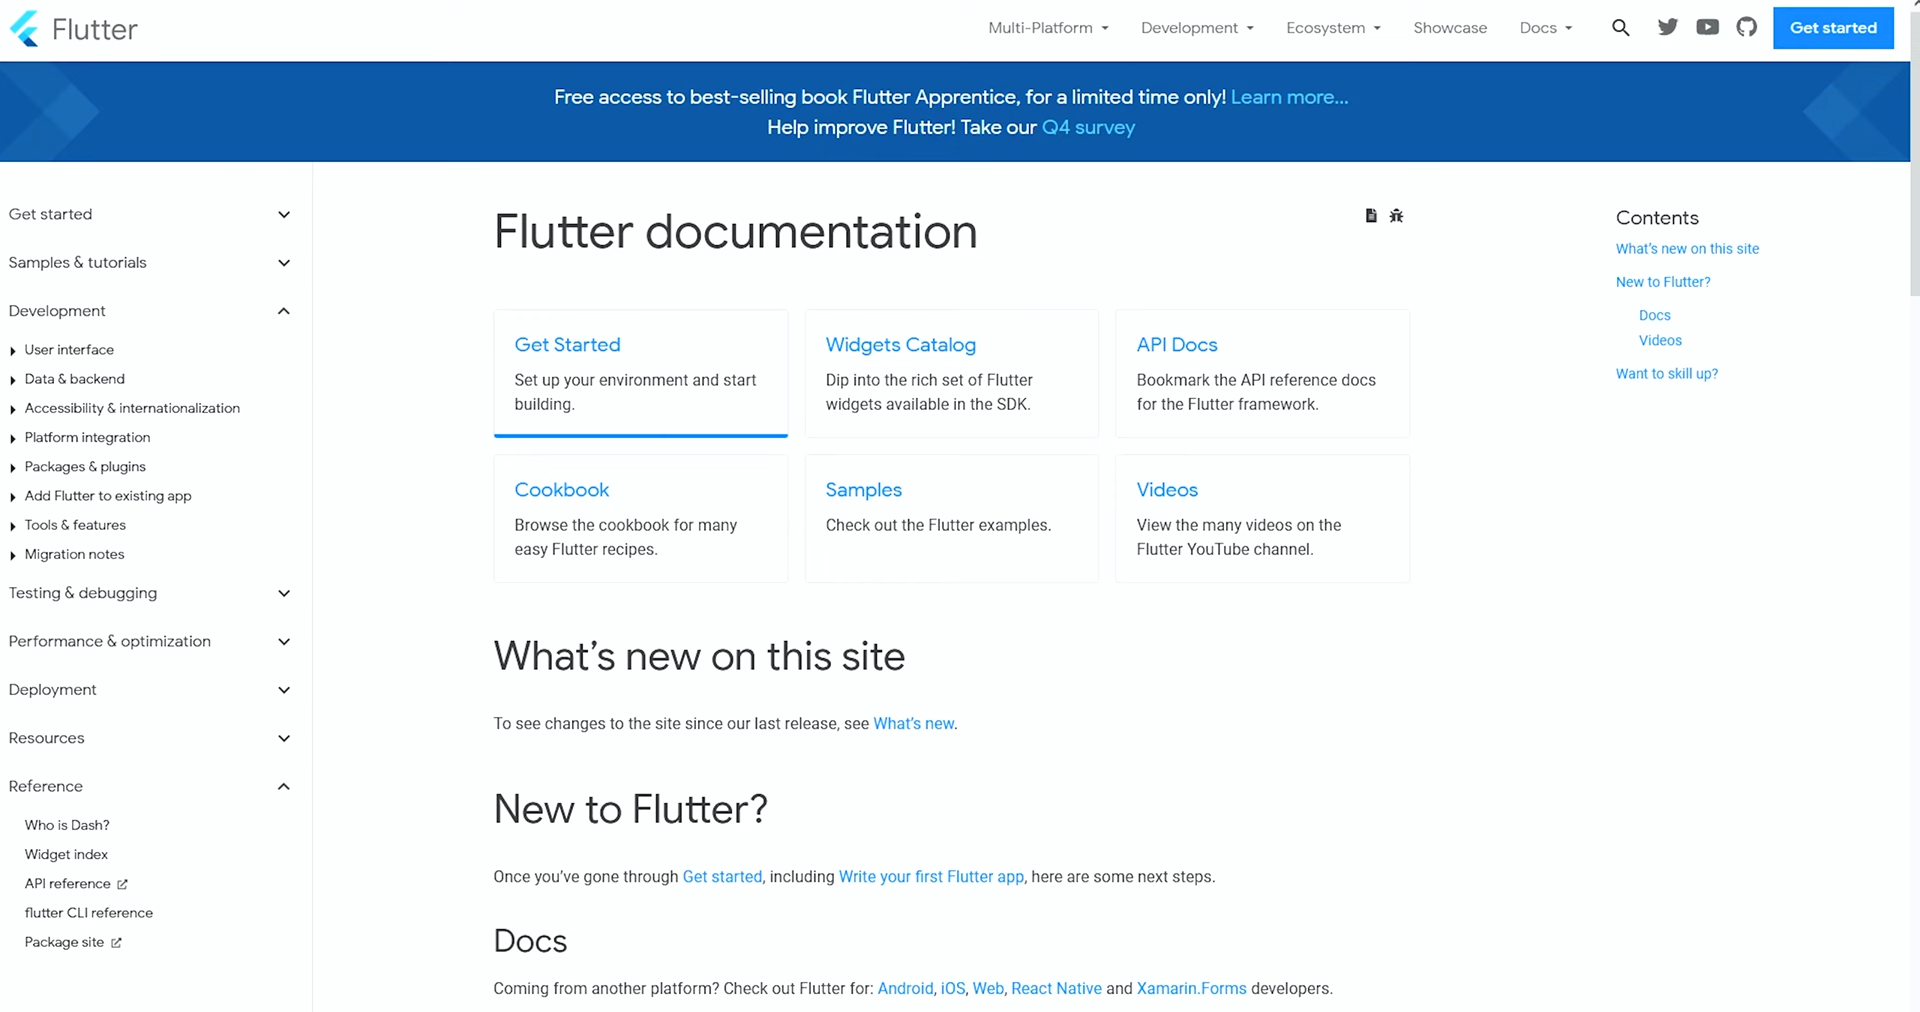 Flutter
Multi-Platform
Development
Ecosystem
Showcase
Docs
Get started
Free access to best-selling book Flutter Apprentice, for a limited time only! Learn more...
Help improve Flutter! Take our Q4 survey
Get started
Samples & tutorials
Development
User interface
Data & backend
Accessibility & internationalization
Platform integration
Packages & plugins
Add Flutter to existing app
Tools & features
Migration notes
Testing & debugging
Performance & optimization
Deployment
Resources
Reference
Who is Dash?
Widget index
API reference
flutter CLI reference
Package site
Flutter documentation
Get Started
Set up your environment and start
building.
Widgets Catalog
Dip into the rich set of Flutter
widgets available in the SDK.
API Docs
Bookmark the API reference docs
for the Flutter framework.
Cookbook
Browse the cookbook for many
easy Flutter recipes.
Samples
Check out the Flutter examples.
Videos
View the many videos on the
Flutter YouTube channel.
What’s new on this site
To see changes to the site since our last release, see What’s new.
New to Flutter?
Once you’ve gone through Get started, including Write your first Flutter app, here are some next steps.
Docs
Coming from another platform? Check out Flutter for: Android, iOS, Web, React Native and Xamarin.Forms developers.
Contents
What’s new on this site
New to Flutter?
Docs
Videos
Want to skill up?